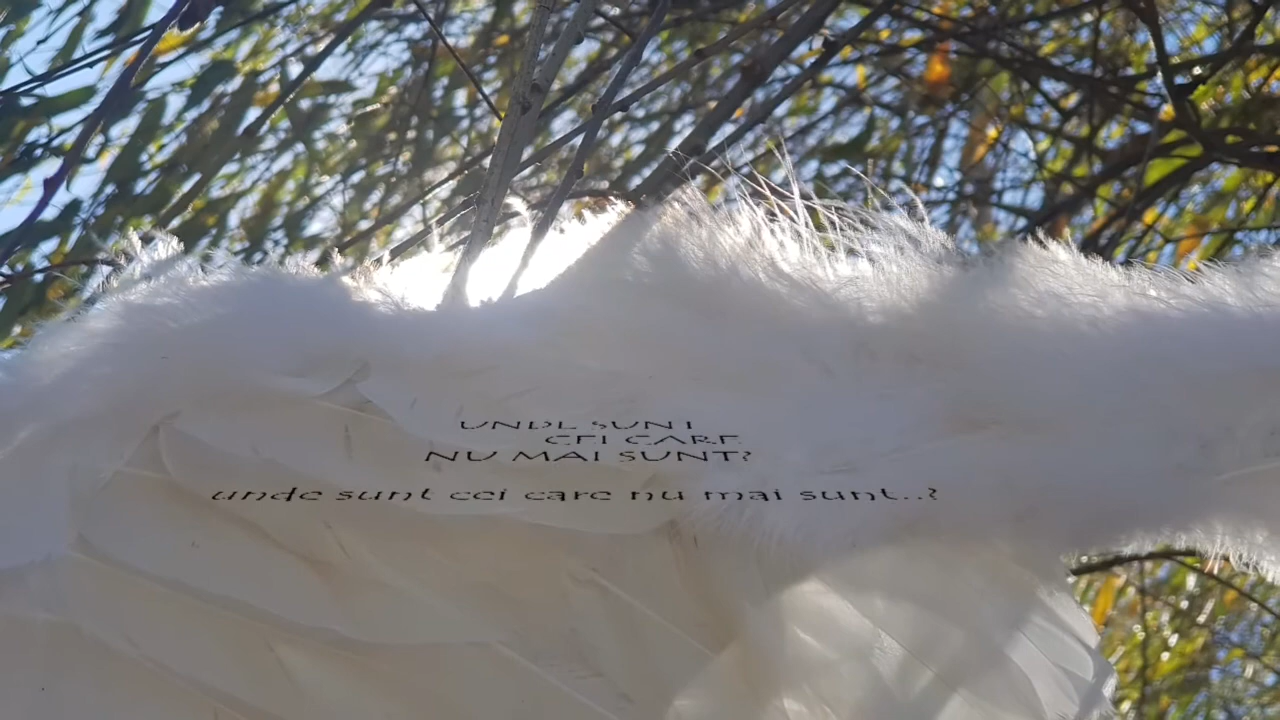 UNDE SUNT
CEI CARE
NU MAI SUNT?
unde sunt cei care nu mai sunt..?